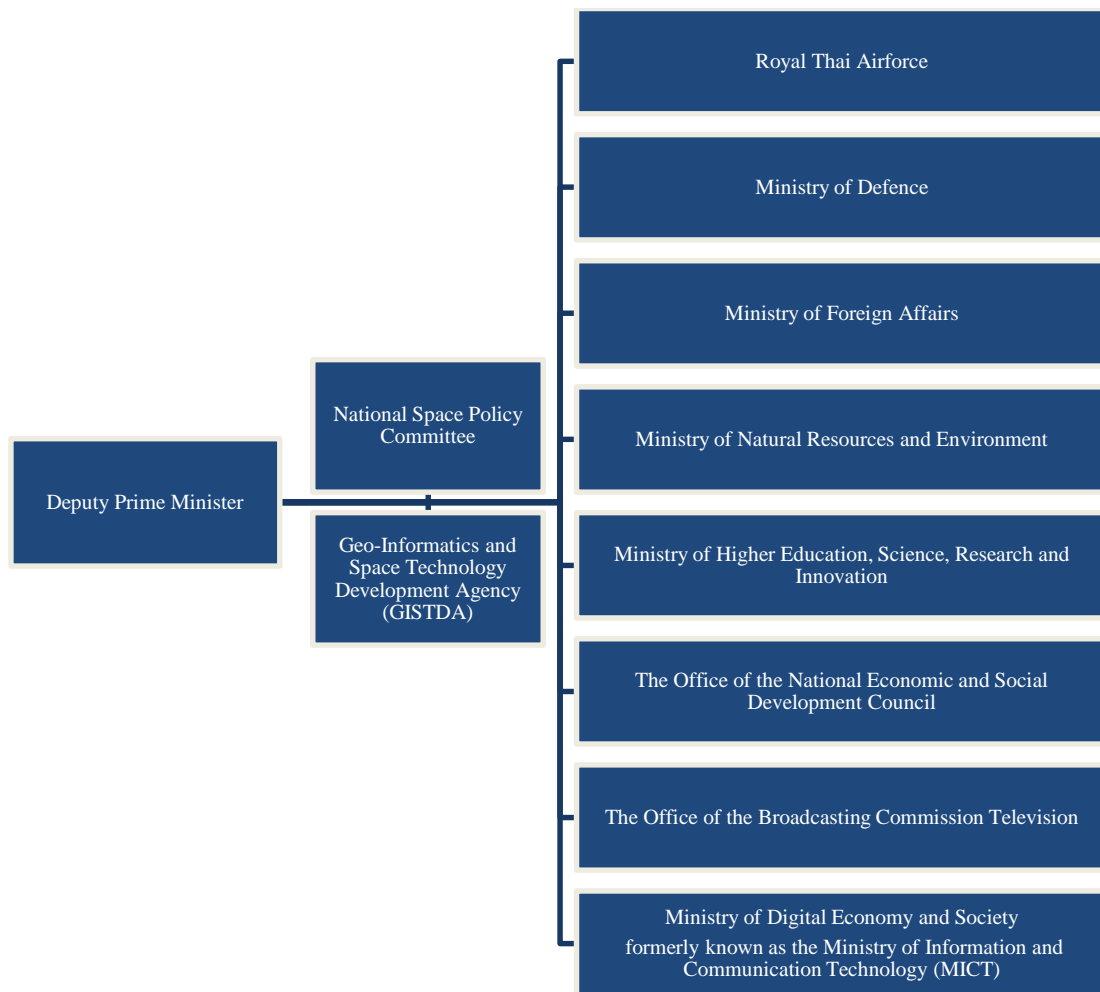 Royal Thai Airforce
Ministry of Defence
Ministry of Foreign Affairs
National Space Policy
Committee
Ministry of Natural Resources and Environment
Deputy Prime Minister
Geo-Informatics and
Space Technology
Development Agency
(GISTDA)
Ministry of Higher Education, Science, Research and
Innovation
The Office of the National Economic and Social
Development Council
The Office of the Broadcasting Commission Television
Ministry of Digital Economy and Society
formerly known as the Ministry of Information and
Communication Technology (MICT)